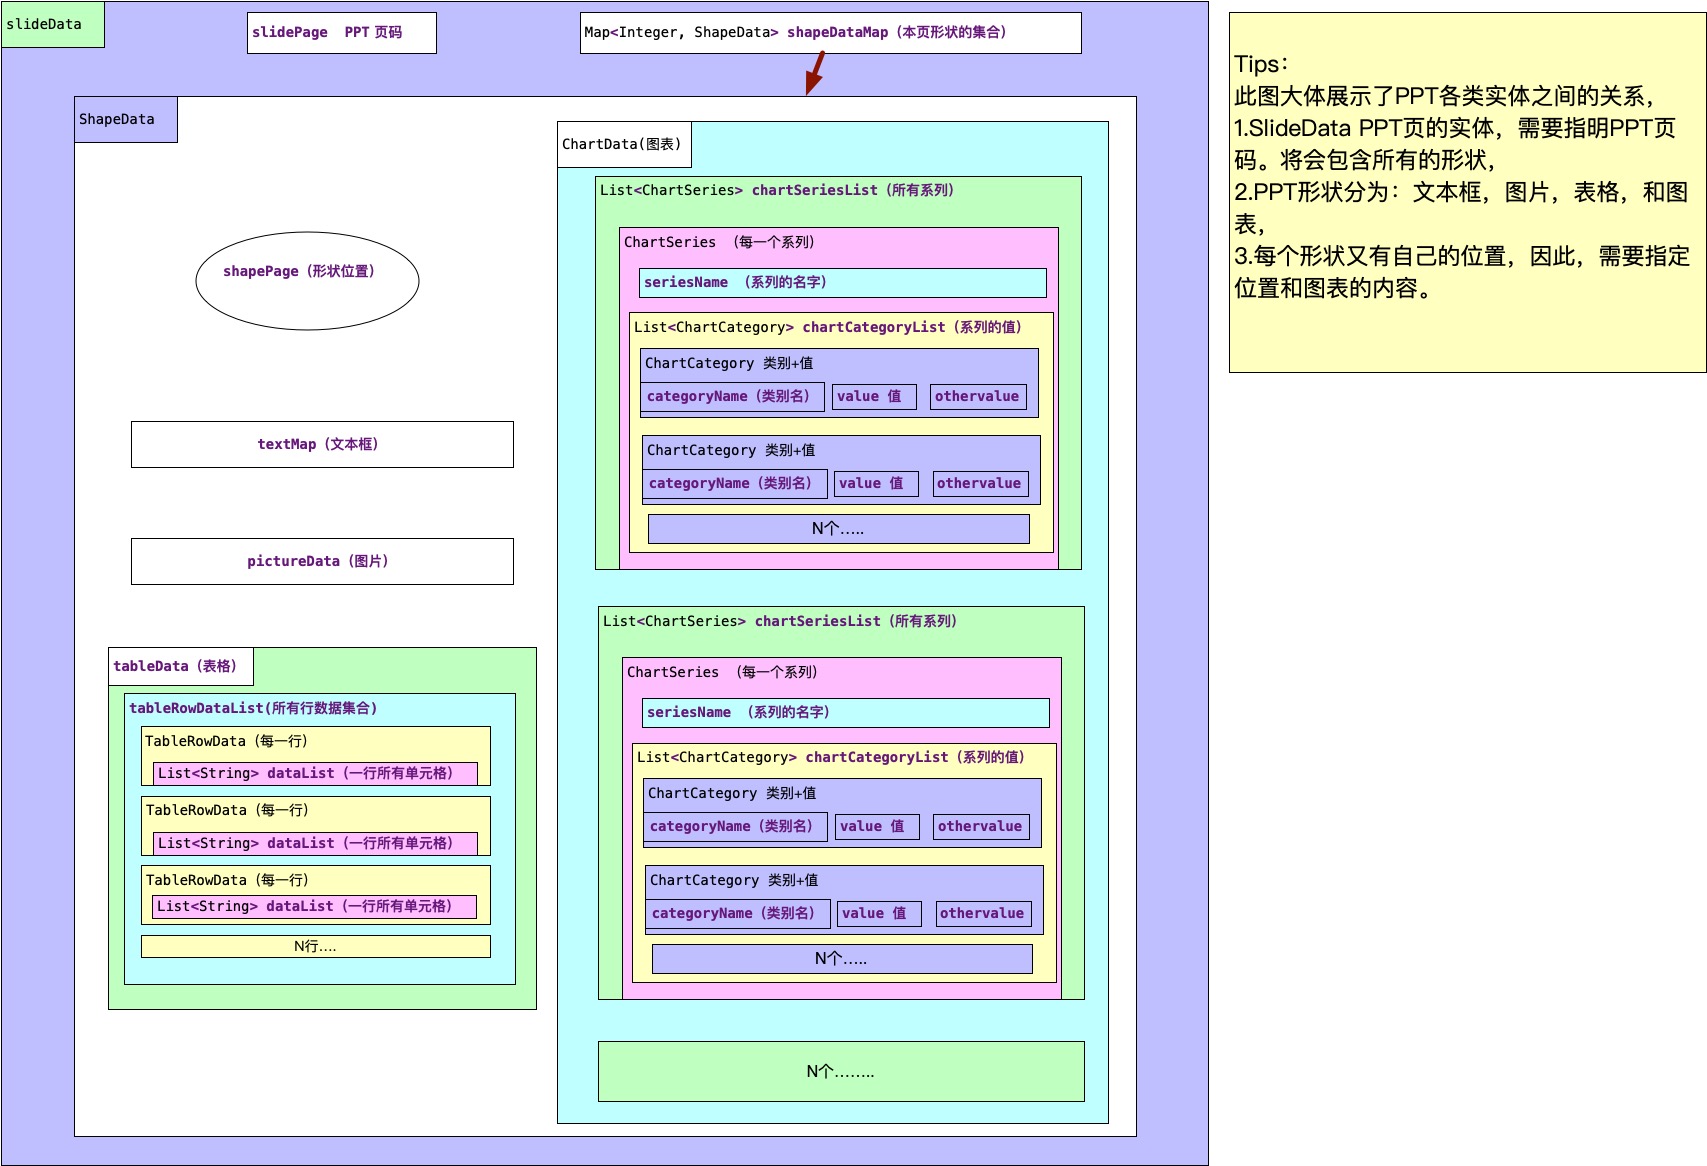 slideData
slidePage PPT 页码
Map<Integer, ShapeData> shapeDataMap（本页形状的集合）
ShapeData
shapePage（形状位置）
textMap（文本框）
pictureData（图片）
tableData（表格）
tableRowDataList(所有行数据集合)
TableRowData（每一行）
List<String> dataList（一行所有单元格）
TableRowData（每一行）
List<String> dataList（一行所有单元格）
TableRowData（每一行）
List<String> dataList（一行所有单元格）
N行....
ChartData(图表)
List<ChartSeries> chartSeriesList（所有系列）
ChartSeries （每一个系列）
seriesName （系列的名字）
List<ChartCategory> chartCategoryList（系列的值）
ChartCategory 类别+值
categoryName（类别名） value 值 othervalue
ChartCategory 类别+值
categoryName（类别名） value 值 othervalue
N个.....
List<ChartSeries> chartSeriesList（所有系列）
ChartSeries （每一个系列）
seriesName （系列的名字）
List<ChartCategory> chartCategoryList（系列的值）
ChartCategory 类别+值
categoryName（类别名） value 值 othervalue
ChartCategory 类别+值
categoryName（类别名） value 值 othervalue
N个.....
N个........
Tips：
此图大体展示了PPT各类实体之间的关系，
1.SlideData PPT页的实体，需要指明PPT页
码。将会包含所有的形状，
2.PPT形状分为：文本框，图片，表格，和图
表，
3.每个形状又有自己的位置，因此，需要指定
位置和图表的内容。